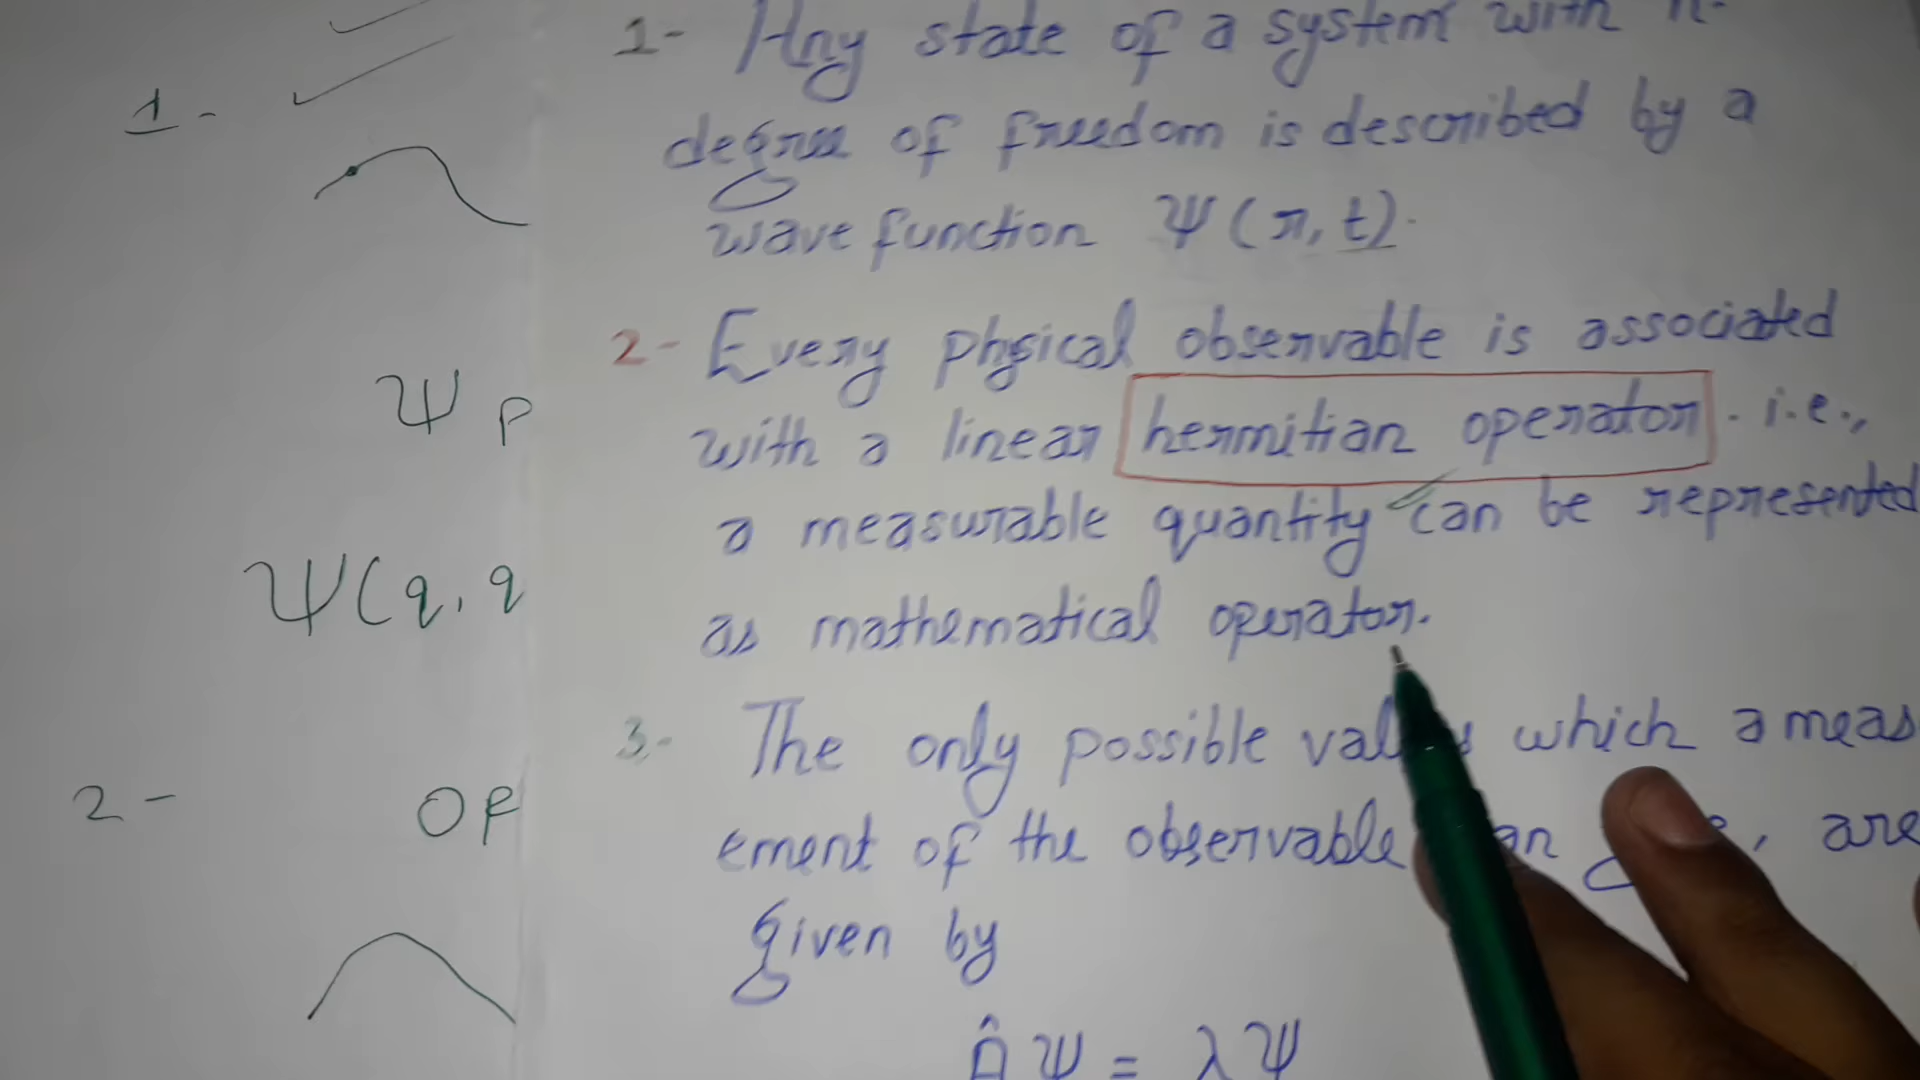 1-
Ψ P
Ψ(q, q
2-
OP
1- Any state of a system with n-
degree of freedom is described by a
wave function Ψ(r, t).
2- Every physical observable is associated
with a linear hermitian operator. i.e.,
a measurable quantity can be represented
as mathematical operator.
3- The only possible which a meas
ement of the observable are
given by
Ψ = λΨ